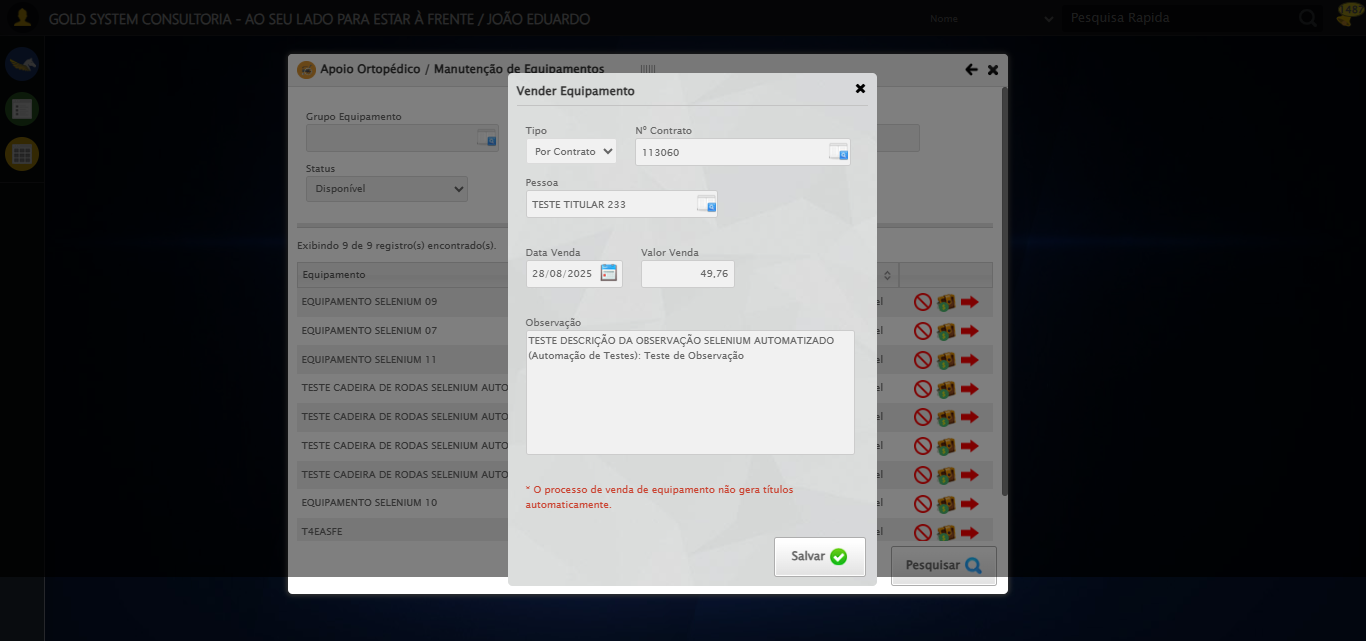 GOLD SYSTEM CONSULTORIA - AO SEU LADO PARA ESTAR À FRENTE / JOÃO EDUARDO
Nome
Pesquisa Rapida
Apoio Ortopédico / Manutenção de Equipamentos
Vender Equipamento
Grupo Equipamento
Tipo
Nº Contrato
Por Contrato
113060
Status
Disponível
Pessoa
TESTE TITULAR 233
Exibindo 9 de 9 registro(s) encontrado(s).
Data Venda
Valor Venda
28/08/2025
49,76
Equipamento
EQUIPAMENTO SELENIUM 09
EQUIPAMENTO SELENIUM 07
EQUIPAMENTO SELENIUM 11
TESTE CADEIRA DE RODAS SELENIUM AUTO
TESTE CADEIRA DE RODAS SELENIUM AUTO
TESTE CADEIRA DE RODAS SELENIUM AUTO
TESTE CADEIRA DE RODAS SELENIUM AUTO
EQUIPAMENTO SELENIUM 10
T4EASFE
Observação
TESTE DESCRIÇÃO DA OBSERVAÇÃO SELENIUM AUTOMATIZADO
(Automação de Testes): Teste de Observação
* O processo de venda de equipamento não gera títulos
automaticamente.
Salvar
Pesquisar